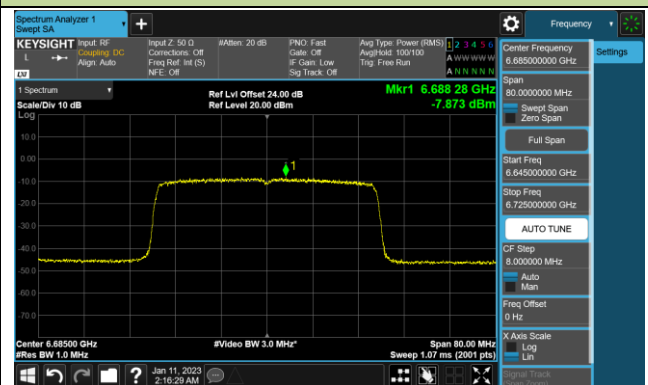 Spectrum Analyzer 1
Swept SA
Frequency
KEYSIGHT
L
LXI
Input: RF
Coupling: DC
Align: Auto
Input Z: 50 Ω
Corrections: Off
Freq Ref: Int (S)
NFE: Off
#Atten: 20 dB
PNO: Fast
Gate: Off
IF Gain: Low
Sig Track: Off
Avg Type: Power (RMS)
Avg|Hold: 100/100
Trig: Free Run
1 2 3 4 5 6
A W W W W W
A N N N N N
1 Spectrum
Scale/Div 10 dB
Log
Ref Lvl Offset 24.00 dB
Ref Level 20.00 dBm
Mkr1 6.688 28 GHz
-7.873 dBm
10.0
0.00
-10.0
-20.0
-30.0
-40.0
-50.0
-60.0
-70.0
1
Center 6.68500 GHz
#Res BW 1.0 MHz
#Video BW 3.0 MHz*
Span 80.00 MHz
Sweep 1.07 ms (2001 pts)
Jan 11, 2023
2:16:29 AM
Center Frequency
6.685000000 GHz
Settings
Span
80.0000000 MHz
Swept Span
Zero Span
Full Span
Start Freq
6.645000000 GHz
Stop Freq
6.725000000 GHz
AUTO TUNE
CF Step
8.000000 MHz
Auto
Man
Freq Offset
0 Hz
X Axis Scale
Log
Lin
Signal Track
(Span Zoom)